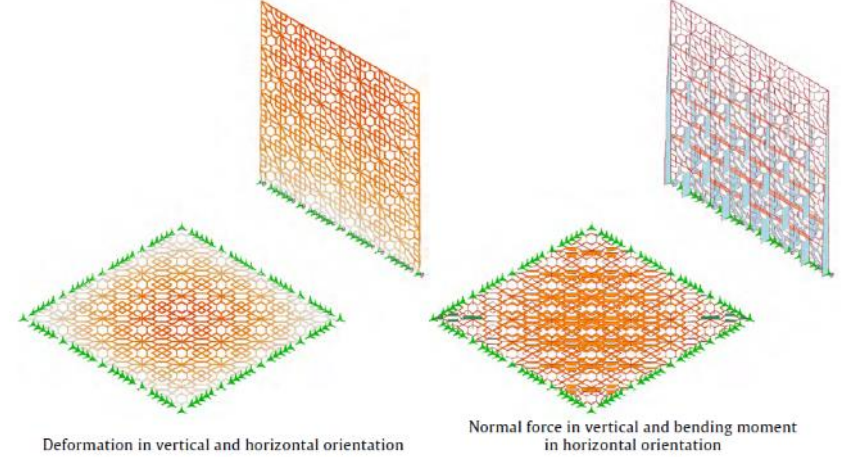 Deformation in vertical and horizontal orientation
Normal force in vertical and bending moment
in horizontal orientation